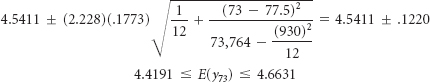 4.5411 ± (2.228)(.1773)√(1/12 + (73 − 77.5)²/(73,764 − (930)²/12)) = 4.5411 ± .1220
4.4191 ≤ E(y₇₃) ≤ 4.6631